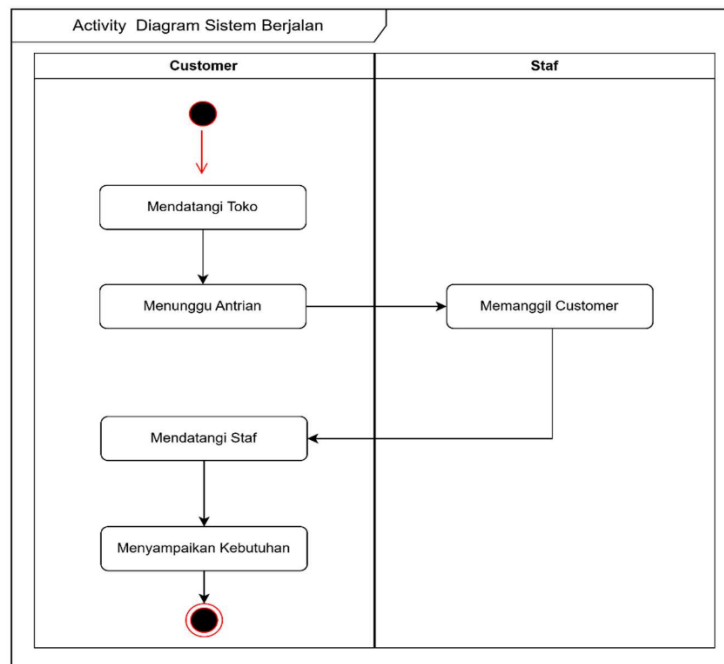 Activity Diagram Sistem Berjalan
Customer
Staf
Mendatangi Toko
Menunggu Antrian
Memanggil Customer
Mendatangi Staf
Menyampaikan Kebutuhan